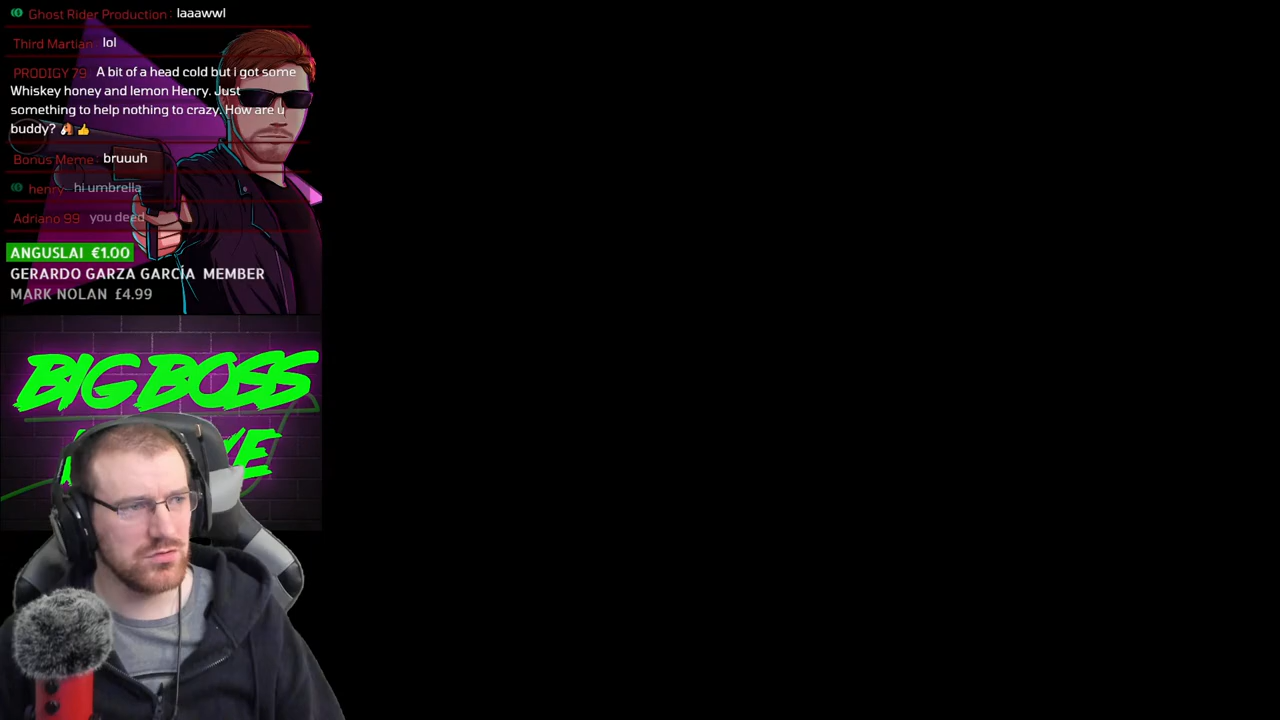 Ghost Rider Production: laaawwl
Third Martian: lol
PRODIGY 79 A bit of a head cold but i got some
Whiskey honey and lemon Henry. Just
something to help nothing to crazy. How are u
buddy?
Bonus Meme: bruuuh
henry hi umbrella
Adriano 99 you deed
ANGUSLAI €1.00
GERARDO GARZA GARCÍA MEMBER
MARK NOLAN £4.99
BIG BOSS